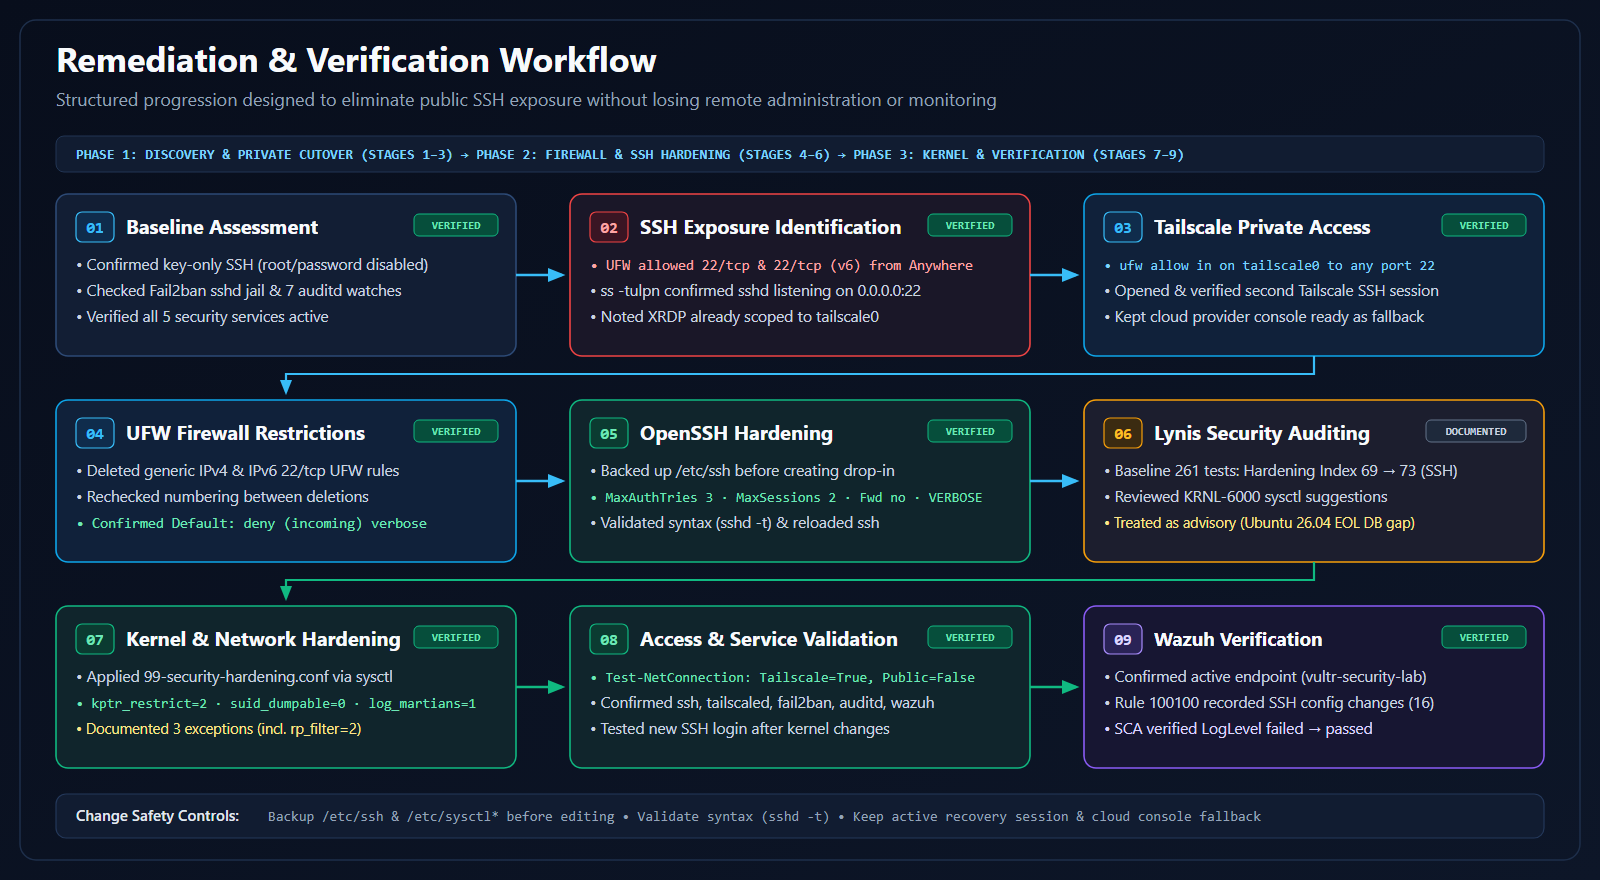 Remediation & Verification Workflow
Structured progression designed to eliminate public SSH exposure without losing remote administration or monitoring
PHASE 1: DISCOVERY & PRIVATE CUTOVER (STAGES 1–3) → PHASE 2: FIREWALL & SSH HARDENING (STAGES 4–6) → PHASE 3: KERNEL & VERIFICATION (STAGES 7–9)
01 Baseline Assessment VERIFIED
• Confirmed key-only SSH (root/password disabled)
• Checked Fail2ban sshd jail & 7 auditd watches
• Verified all 5 security services active
02 SSH Exposure Identification VERIFIED
• UFW allowed 22/tcp & 22/tcp (v6) from Anywhere
• ss -tulpn confirmed sshd listening on 0.0.0.0:22
• Noted XRDP already scoped to tailscale0
03 Tailscale Private Access VERIFIED
• ufw allow in on tailscale0 to any port 22
• Opened & verified second Tailscale SSH session
• Kept cloud provider console ready as fallback
04 UFW Firewall Restrictions VERIFIED
• Deleted generic IPv4 & IPv6 22/tcp UFW rules
• Rechecked numbering between deletions
• Confirmed Default: deny (incoming) verbose
05 OpenSSH Hardening VERIFIED
• Backed up /etc/ssh before creating drop-in
• MaxAuthTries 3 · MaxSessions 2 · Fwd no · VERBOSE
• Validated syntax (sshd -t) & reloaded ssh
06 Lynis Security Auditing DOCUMENTED
• Baseline 261 tests: Hardening Index 69 → 73 (SSH)
• Reviewed KRNL-6000 sysctl suggestions
• Treated as advisory (Ubuntu 26.04 EOL DB gap)
07 Kernel & Network Hardening VERIFIED
• Applied 99-security-hardening.conf via sysctl
• kptr_restrict=2 · suid_dumpable=0 · log_martians=1
• Documented 3 exceptions (incl. rp_filter=2)
08 Access & Service Validation VERIFIED
• Test-NetConnection: Tailscale=True, Public=False
• Confirmed ssh, tailscaled, fail2ban, auditd, wazuh
• Tested new SSH login after kernel changes
09 Wazuh Verification VERIFIED
• Confirmed active endpoint (vultr-security-lab)
• Rule 100100 recorded SSH config changes (16)
• SCA verified LogLevel failed → passed
Change Safety Controls: Backup /etc/ssh & /etc/sysctl* before editing • Validate syntax (sshd -t) • Keep active recovery session & cloud console fallback